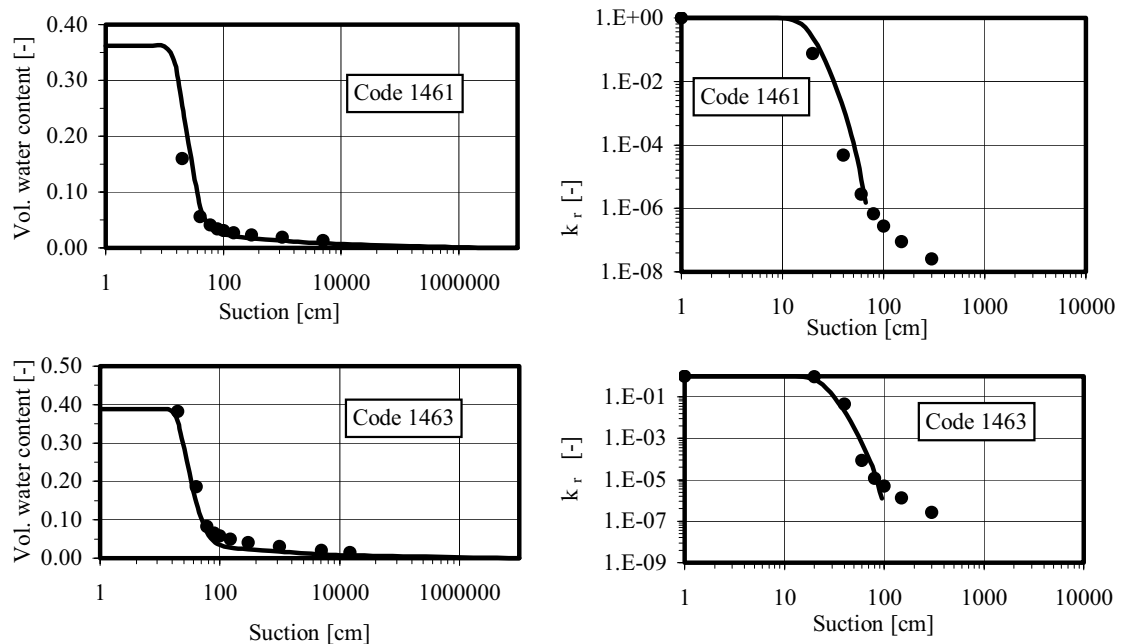 Vol. water content [-]
0.40
0.30
0.20
0.10
0.00
Code 1461
1 100 10000 1000000
Suction [cm]
k r [-]
1.E+00
1.E-02
1.E-04
1.E-06
1.E-08
Code 1461
1 10 100 1000 10000
Suction [cm]
Vol. water content [-]
0.50
0.40
0.30
0.20
0.10
0.00
Code 1463
1 100 10000 1000000
Suction [cm]
k r [-]
1.E-01
1.E-03
1.E-05
1.E-07
1.E-09
Code 1463
1 10 100 1000 10000
Suction [cm]